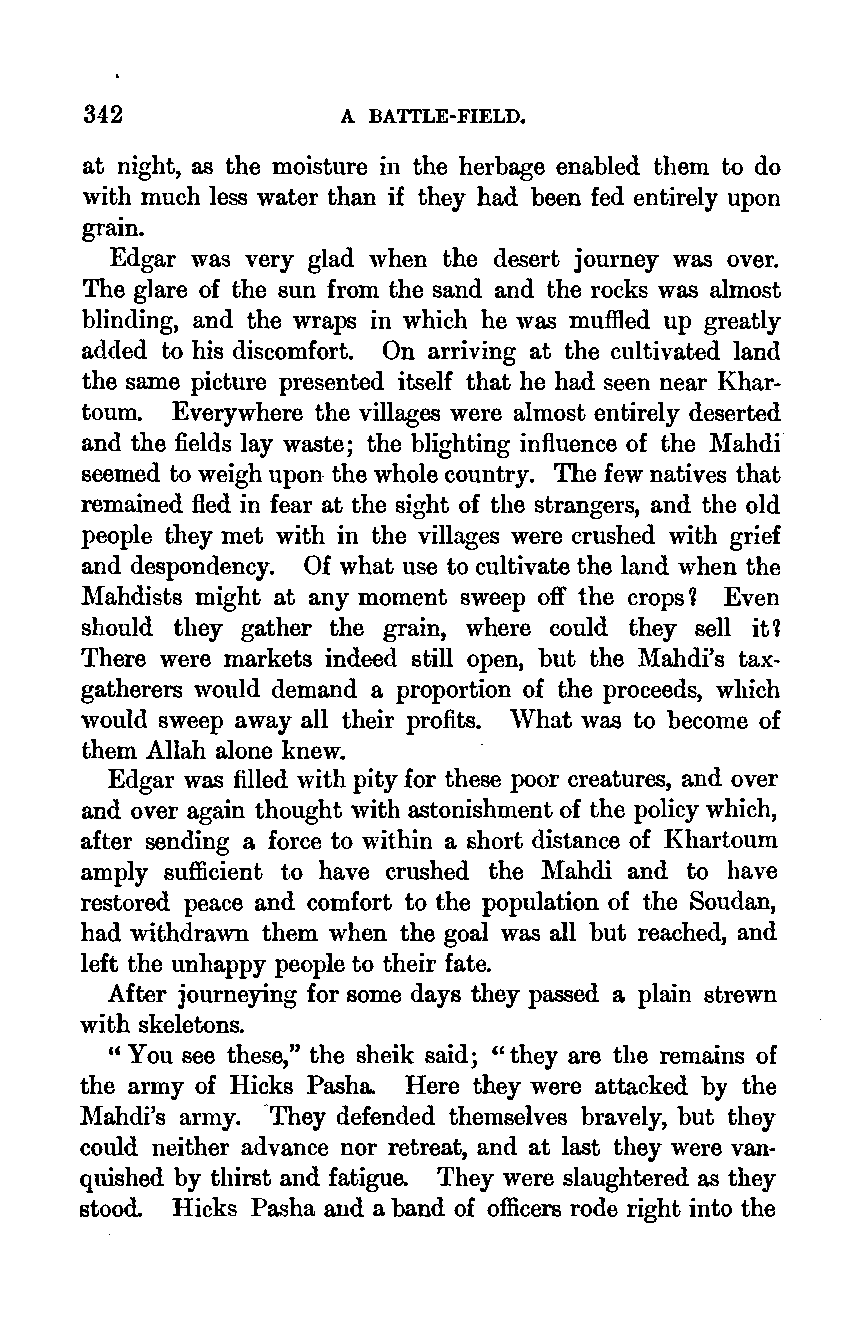 342 A BATTLE-FIELD.
at night, as the moisture in the herbage enabled them to do
with much less water than if they had been fed entirely upon
grain.
Edgar was very glad when the desert journey was over.
The glare of the sun from the sand and the rocks was almost
blinding, and the wraps in which he was muffled up greatly
added to his discomfort. On arriving at the cultivated land
the same picture presented itself that he had seen near Khar-
toum. Everywhere the villages were almost entirely deserted
and the fields lay waste; the blighting influence of the Mahdi
seemed to weigh upon the whole country. The few natives that
remained fled in fear at the sight of the strangers, and the old
people they met with in the villages were crushed with grief
and despondency. Of what use to cultivate the land when the
Mahdists might at any moment sweep off the crops? Even
should they gather the grain, where could they sell it?
There were markets indeed still open, but the Mahdi's tax-
gatherers would demand a proportion of the proceeds, which
would sweep away all their profits. What was to become of
them Allah alone knew.
Edgar was filled with pity for these poor creatures, and over
and over again thought with astonishment of the policy which,
after sending a force to within a short distance of Khartoum
amply sufficient to have crushed the Mahdi and to have
restored peace and comfort to the population of the Soudan,
had withdrawn them when the goal was all but reached, and
left the unhappy people to their fate.
After journeying for some days they passed a plain strewn
with skeletons.
"You see these," the sheik said; "they are the remains of
the army of Hicks Pasha. Here they were attacked by the
Mahdi's army. They defended themselves bravely, but they
could neither advance nor retreat, and at last they were van-
quished by thirst and fatigue. They were slaughtered as they
stood. Hicks Pasha and a band of officers rode right into the